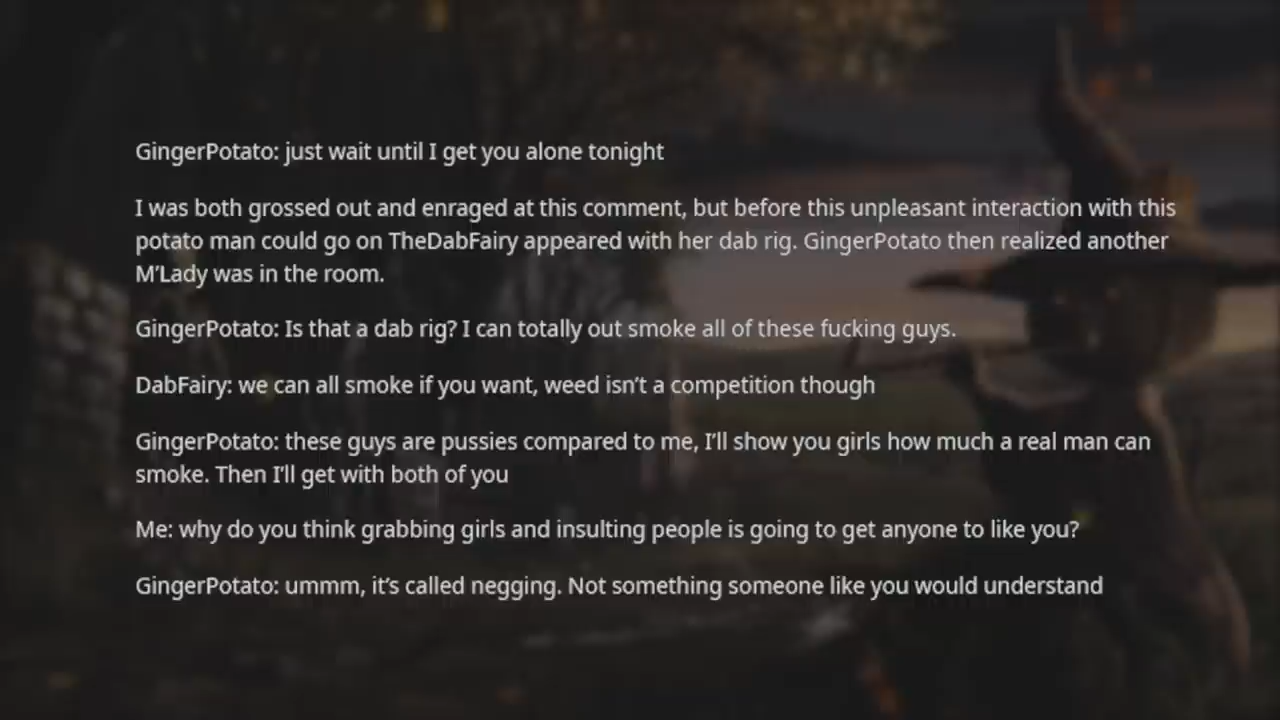 GingerPotato: just wait until I get you alone tonight
I was both grossed out and enraged at this comment, but before this unpleasant interaction with this
potato man could go on TheDabFairy appeared with her dab rig. GingerPotato then realized another
M’Lady was in the room.
GingerPotato: Is that a dab rig? I can totally out smoke all of these fucking guys.
DabFairy: we can all smoke if you want, weed isn’t a competition though
GingerPotato: these guys are pussies compared to me, I’ll show you girls how much a real man can
smoke. Then I’ll get with both of you
Me: why do you think grabbing girls and insulting people is going to get anyone to like you?
GingerPotato: ummm, it’s called negging. Not something someone like you would understand